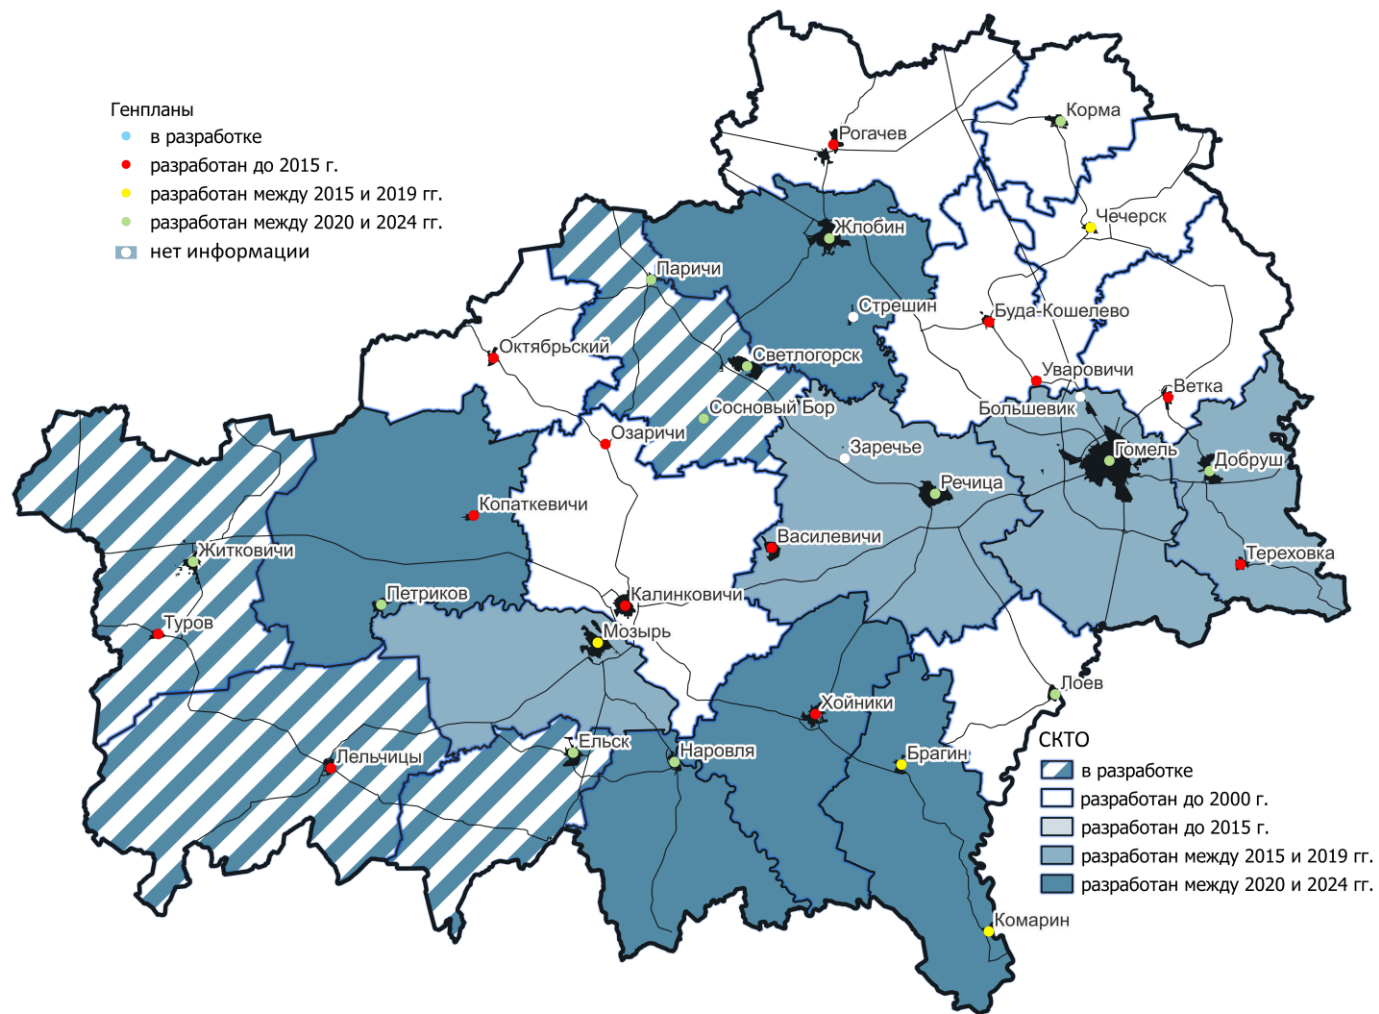 Генпланы
в разработке
разработан до 2015 г.
разработан между 2015 и 2019 гг.
разработан между 2020 и 2024 гг.
нет информации
Корма
Рогачев
Чечерск
Жлобин
Паричи
Стрешин
Буда-Кошелево
Октябрьский
Светлогорск
Уваровичи
Ветка
Большевик
Сосновый Бор
Озаричи
Заречье
Гомель
Добруш
Речица
Копаткевичи
Василевичи
Житковичи
Тереховка
Петриков
Калинковичи
Туров
Мозырь
Лоев
Хойники
Ельск
Наровля
Брагин
Лельчицы
Комарин
СКТО
в разработке
разработан до 2000 г.
разработан до 2015 г.
разработан между 2015 и 2019 гг.
разработан между 2020 и 2024 гг.